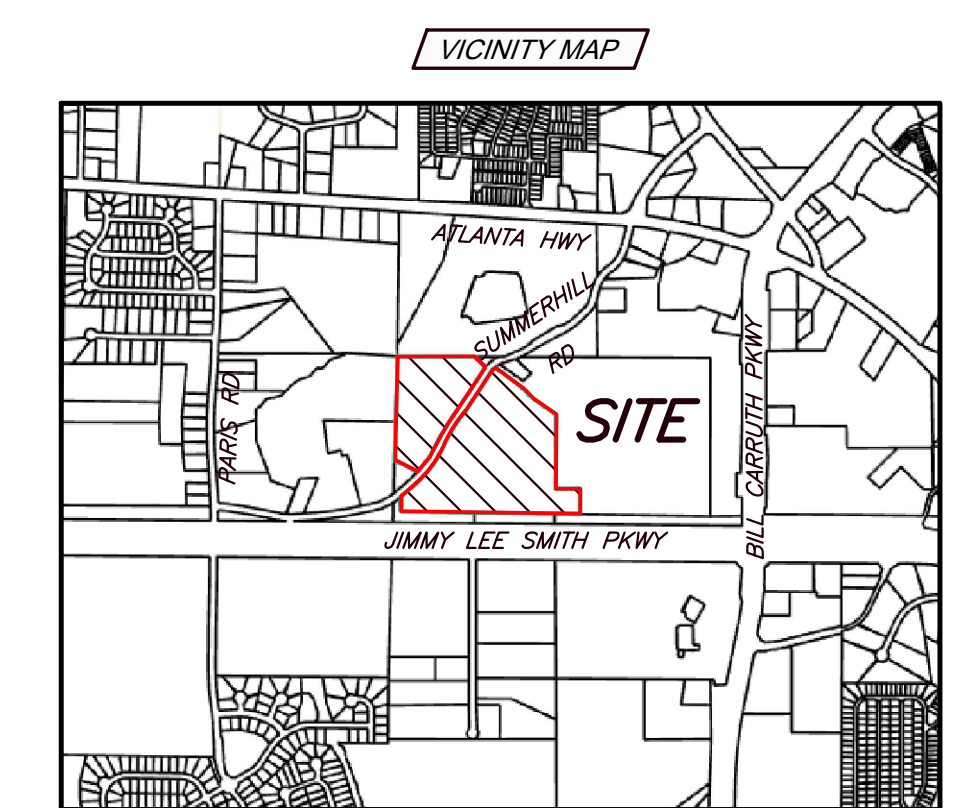 VICINITY MAP
ATLANTA HWY
SUMMERHILL
RD
SITE
PARIS RD
BILL CARRUTH PKWY
JIMMY LEE SMITH PKWY